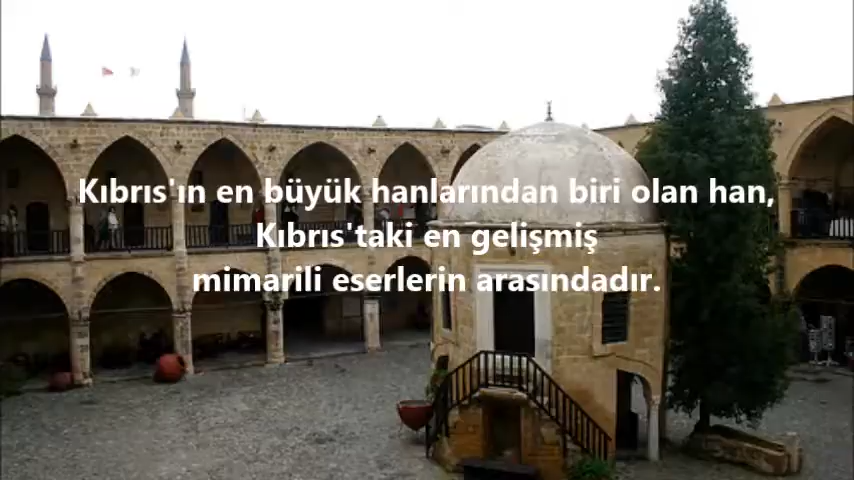 Kıbrıs'ın en büyük hanlarından biri olan han,
Kıbrıs'taki en gelişmiş
mimarili eserlerin arasındadır.